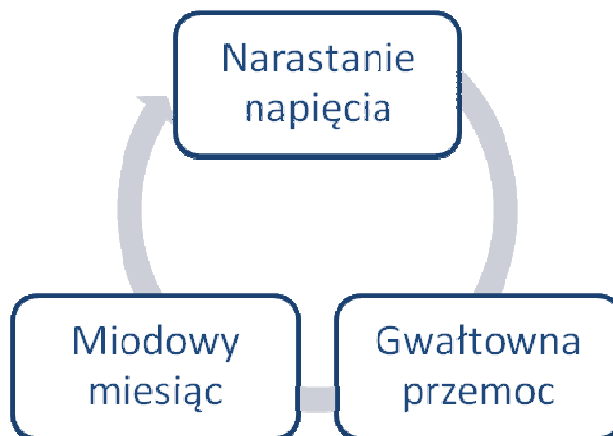 Narastanie
napięcia
Miodowy
miesiąc
Gwałtowna
przemoc